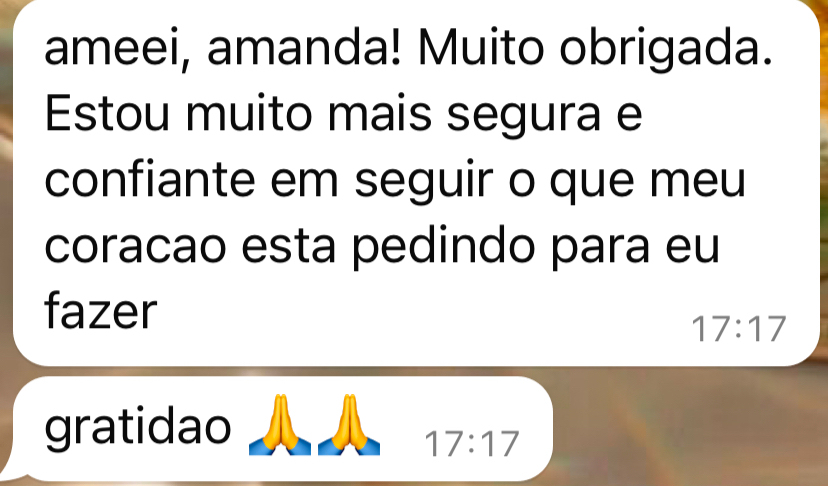 ameei, amanda! Muito obrigada.
Estou muito mais segura e
confiante em seguir o que meu
coracao esta pedindo para eu
fazer
17:17
gratidao 🙏🙏 17:17